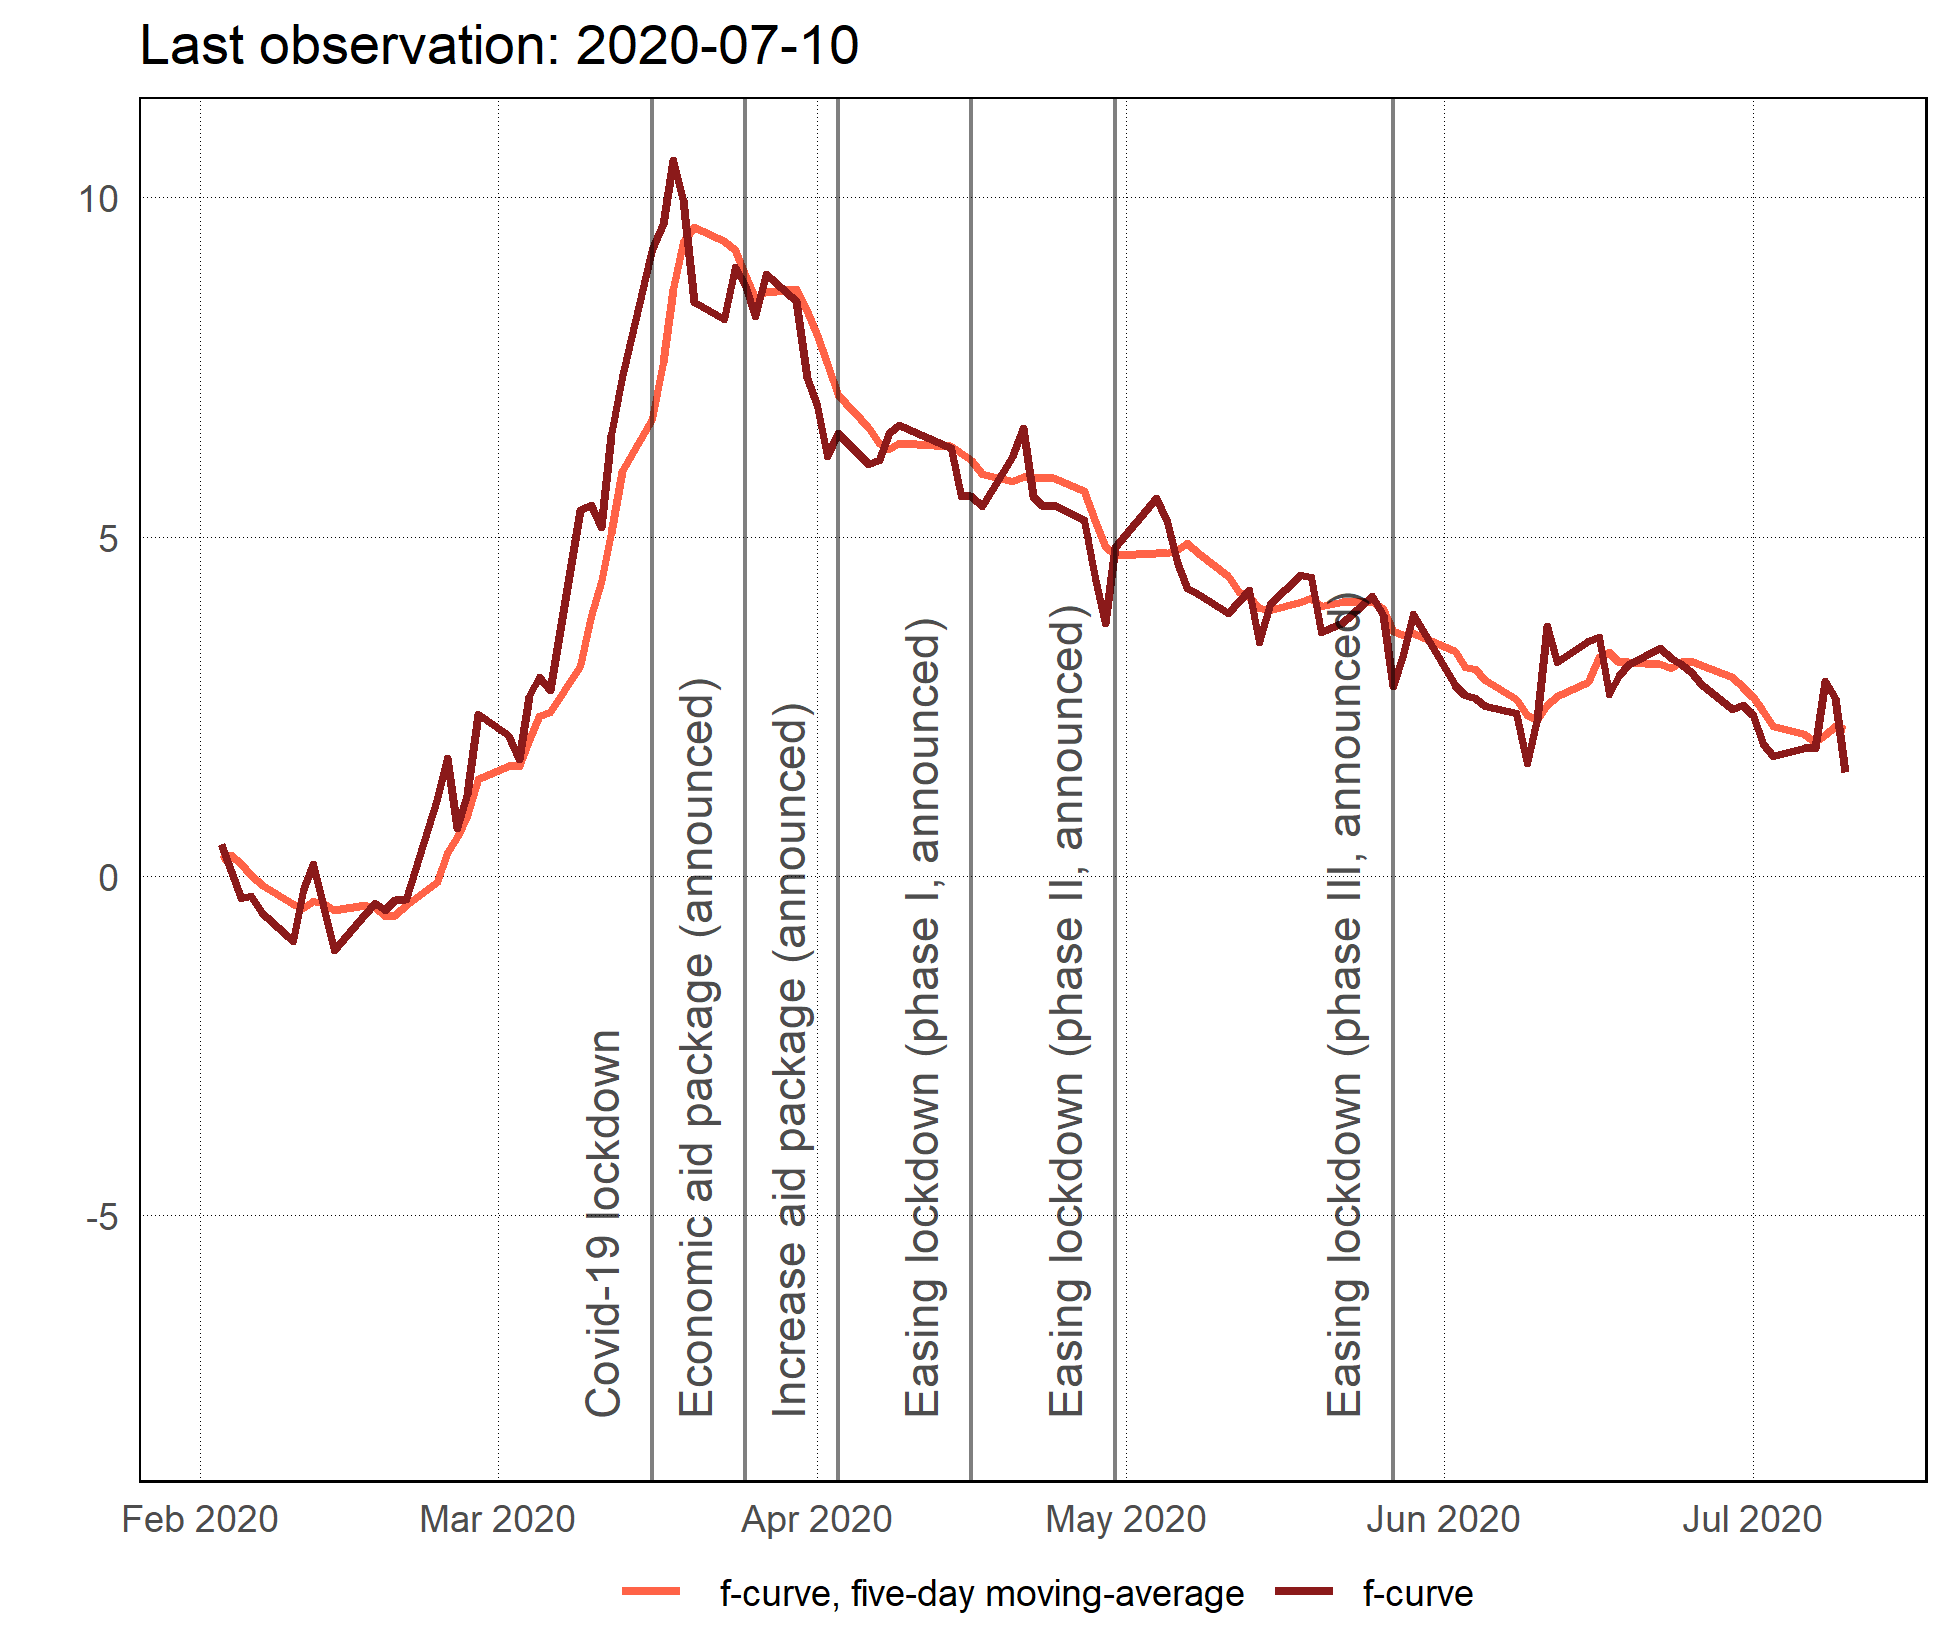 Last observation: 2020-07-10
10
5
0
-5
Covid-19 lockdown
Economic aid package (announced)
Increase aid package (announced)
Easing lockdown (phase I, announced)
Easing lockdown (phase II, announced)
Easing lockdown (phase III, announced)
Feb 2020
Mar 2020
Apr 2020
May 2020
Jun 2020
Jul 2020
f-curve, five-day moving-average
f-curve